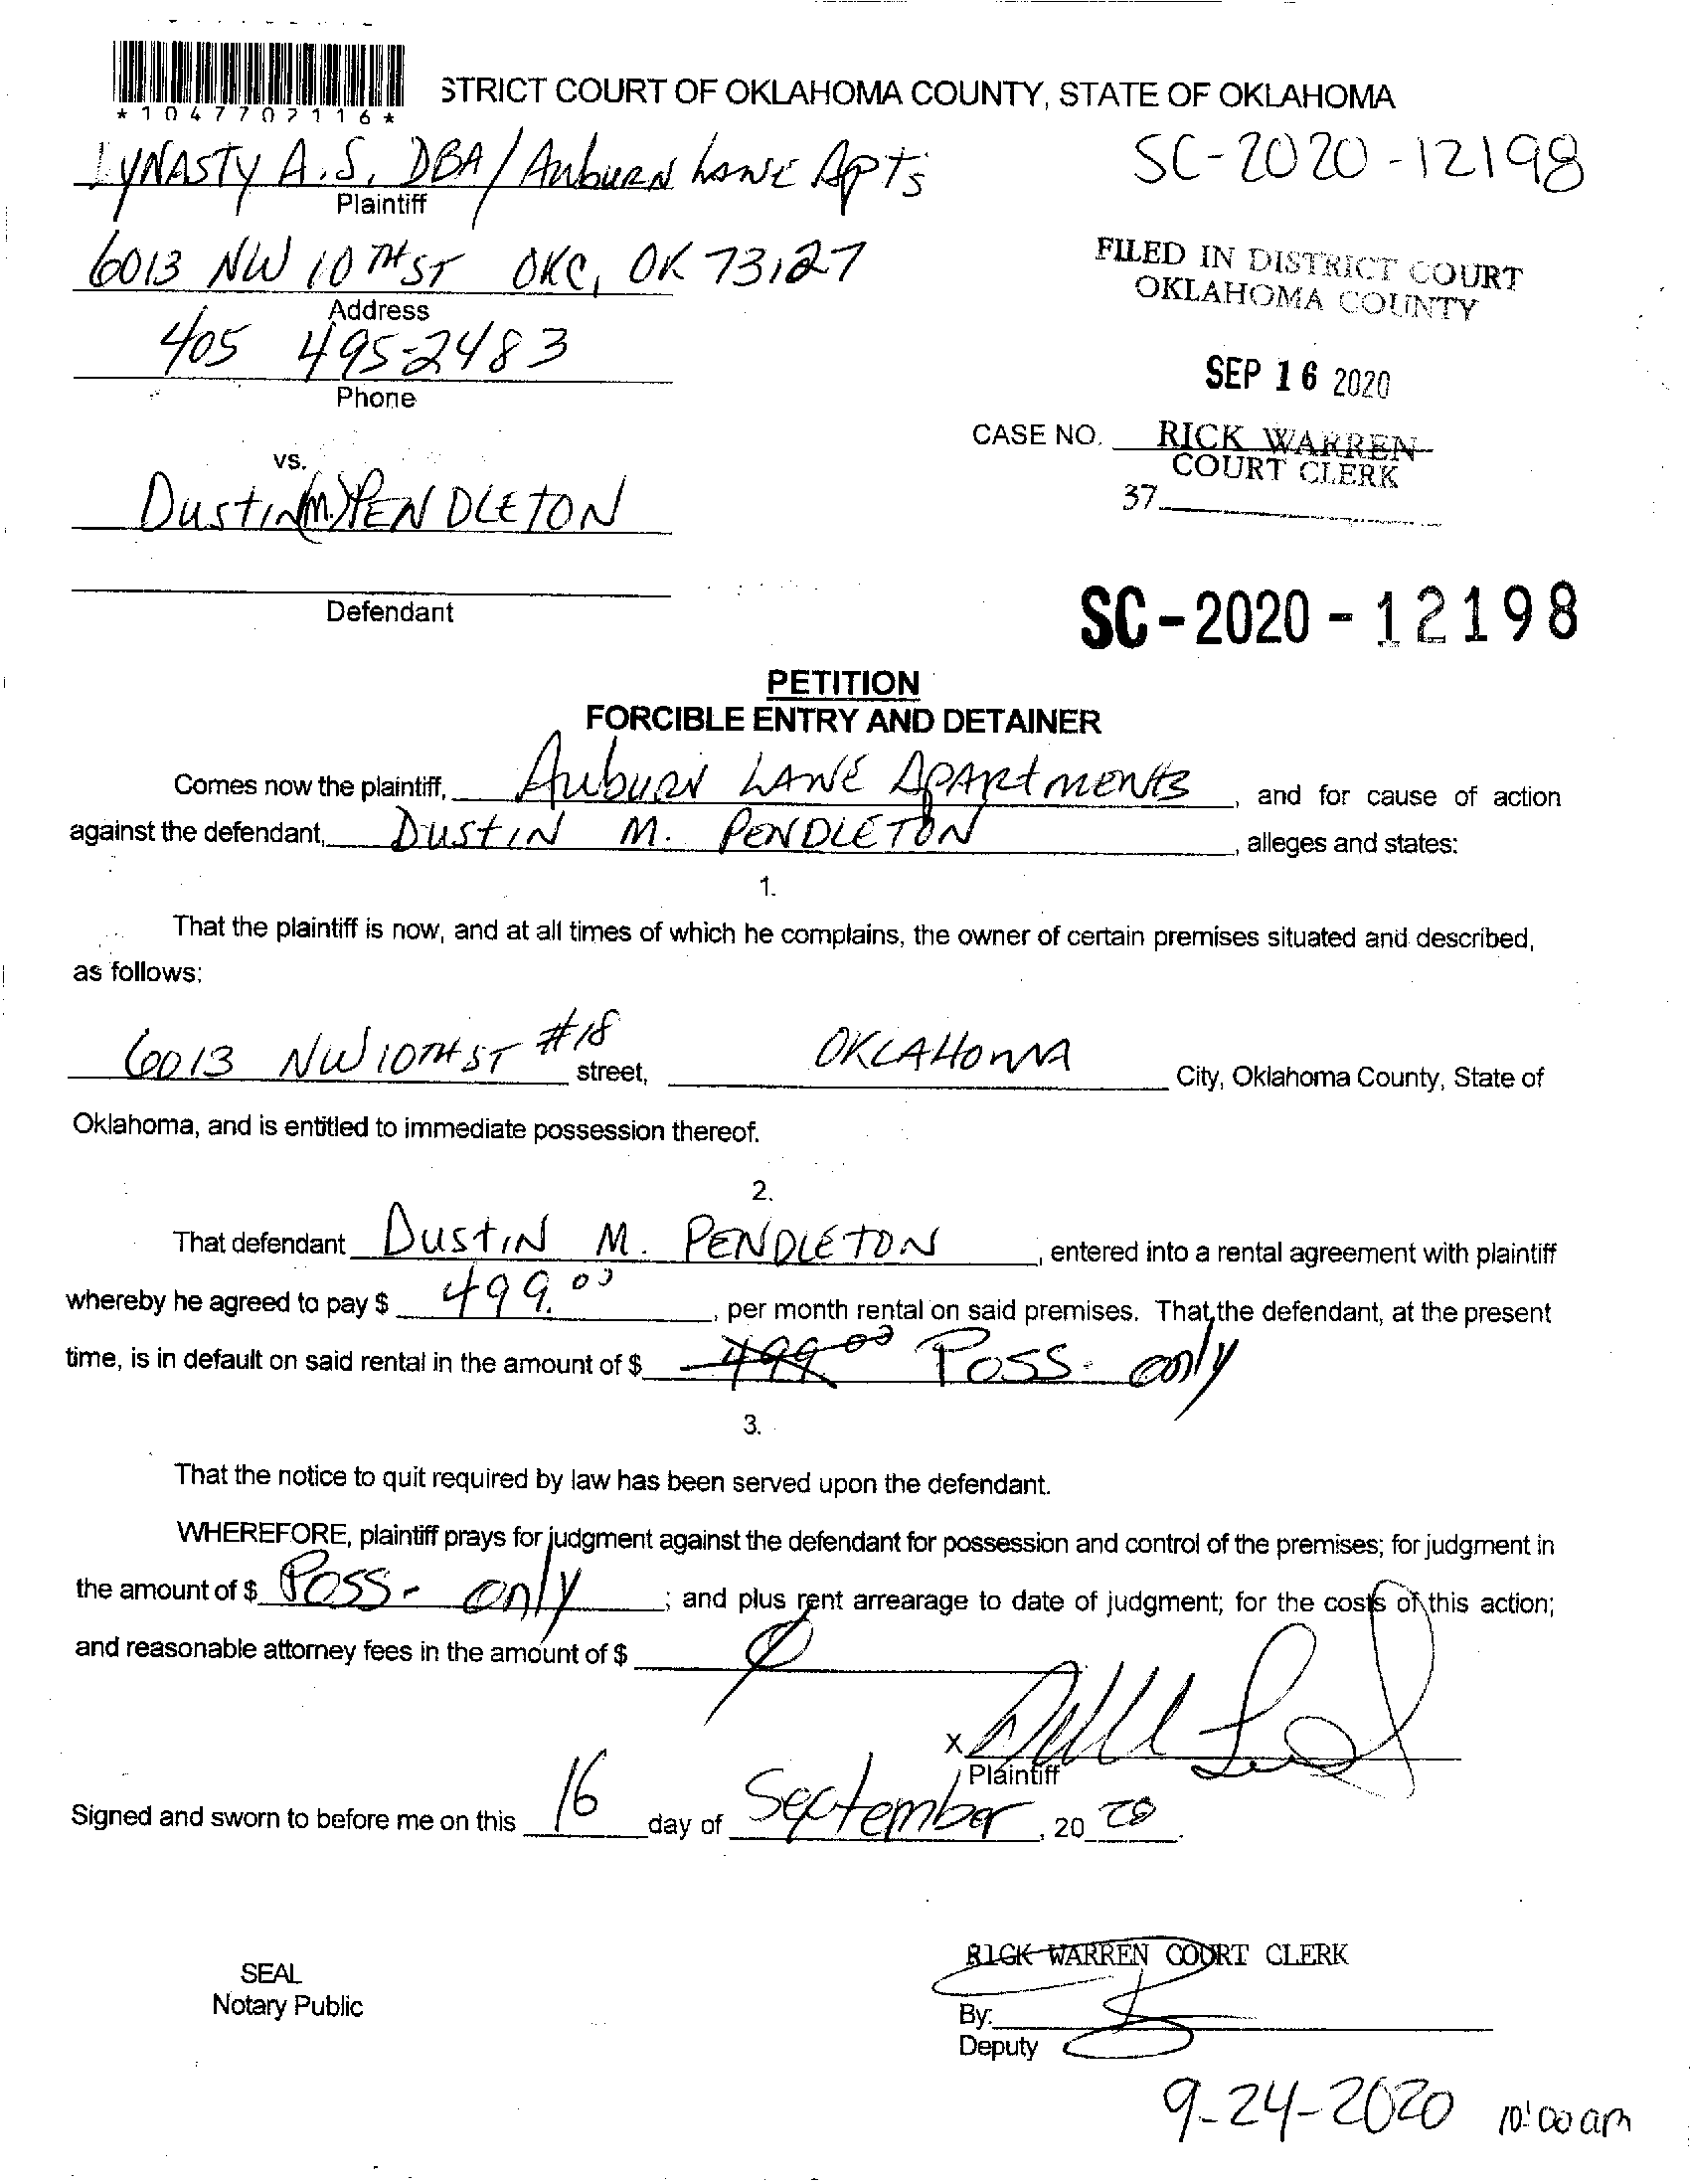 *1047707116*
STRICT COURT OF OKLAHOMA COUNTY, STATE OF OKLAHOMA
LYNASTY A.S. DBA/ AuburN LANE Apts
SC-2020-12198
Plaintiff
6013 NW 10TH ST OKC, OK 73127
FILED IN DISTRICT COURT
OKLAHOMA COUNTY
Address
405 495-2483
SEP 16 2020
Phone
CASE NO. RICK WARREN
COURT CLERK
vs.
37
DustiN (M.) PENDLETON
Defendant
SC-2020-12198
PETITION
FORCIBLE ENTRY AND DETAINER
Comes now the plaintiff, AuburN LANE APARtMENts, and for cause of action
against the defendant, DUStIN M. PENDLETON, alleges and states:
1.
That the plaintiff is now, and at all times of which he complains, the owner of certain premises situated and described,
as follows:
6013 NW 10TH ST #18 street, OKLAHOMA City, Oklahoma County, State of
Oklahoma, and is entitled to immediate possession thereof.
2.
That defendant DUStIN M. PENDLETON, entered into a rental agreement with plaintiff
whereby he agreed to pay $ 499.00, per month rental on said premises. That the defendant, at the present
time, is in default on said rental in the amount of $ 499 00 Poss. only
3.
That the notice to quit required by law has been served upon the defendant.
WHEREFORE, plaintiff prays for judgment against the defendant for possession and control of the premises; for judgment in
the amount of $ Poss. only; and plus rent arrearage to date of judgment; for the costs of this action;
and reasonable attorney fees in the amount of $
X
Plaintiff
Signed and sworn to before me on this 16 day of September, 20 20.
RICK WARREN COURT CLERK
SEAL
Notary Public
By:
Deputy
9-24-2020 10:00 am